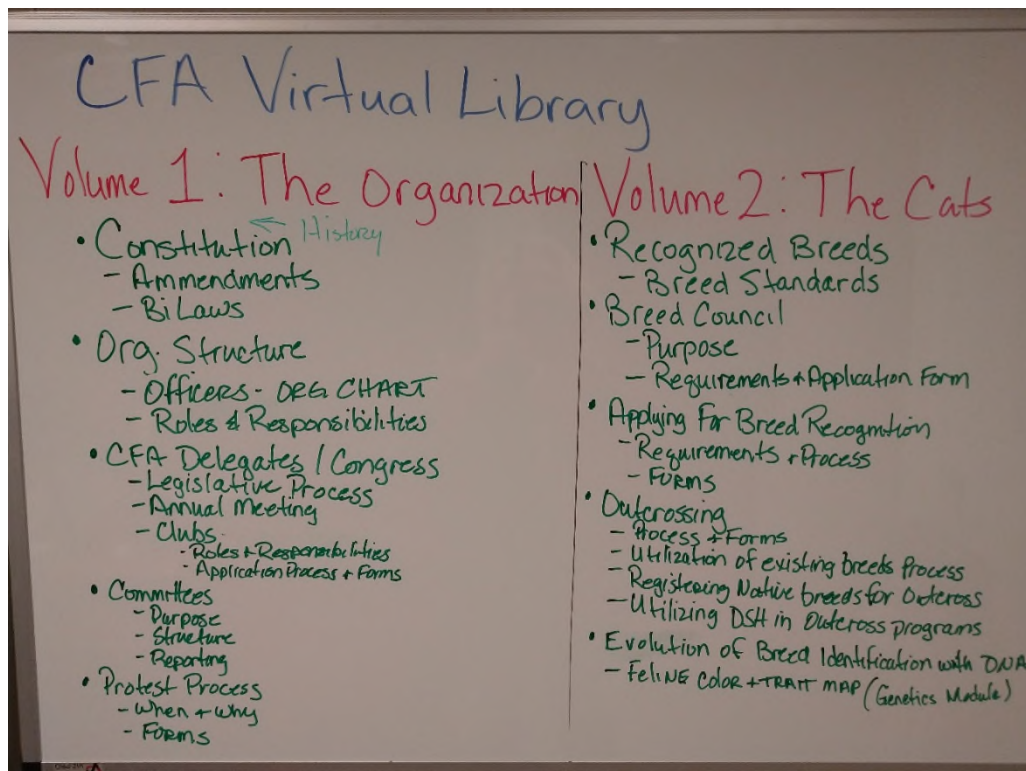 CFA Virtual Library
Volume 1: The Organization
• Constitution ← History
– Ammendments
– BiLaws
• Org. Structure
– Officers - ORG CHART
– Roles & Responsibilities
• CFA Delegates / Congress
– Legislative Process
– Annual Meeting
– Clubs
- Roles + Responsibilities
- Application Process + Forms
• Committees
– Purpose
– Structure
– Reporting
• Protest Process
– When + Why
– Forms
Volume 2: The Cats
• Recognized Breeds
– Breed Standards
• Breed Council
– Purpose
– Requirements + Application Form
• Applying For Breed Recognition
– Requirements + Process
– Forms
• Outcrossing
– Process + Forms
– Utilization of existing breeds Process
– Registering Native breeds for Outcross
– Utilizing DSH in Outcross programs
• Evolution of Breed Identification with DNA
– Feline Color + TRAIT MAP (Genetics Module)